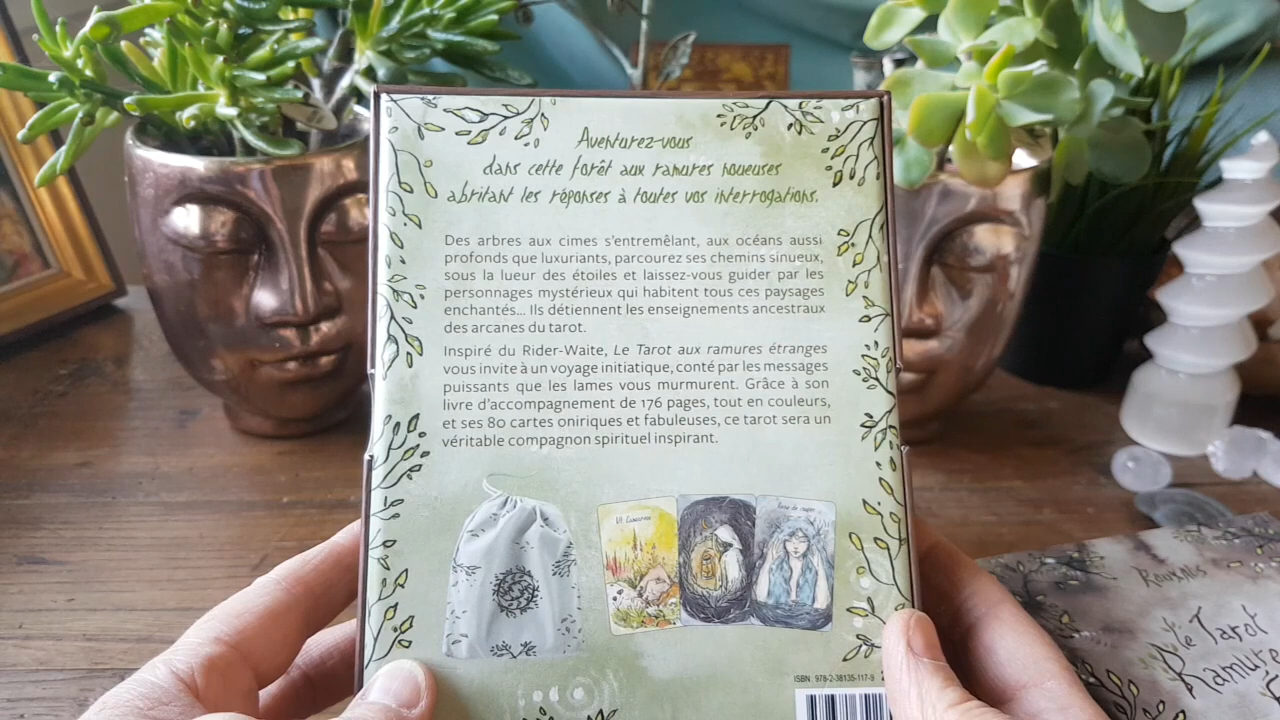 Aventurez-vous
dans cette forêt aux ramures noueuses
abritant les réponses à toutes vos interrogations.
Des arbres aux cimes s'entremêlant, aux océans aussi
profonds que luxuriants, parcourez ses chemins sinueux,
sous la lueur des étoiles et laissez-vous guider par les
personnages mystérieux qui habitent tous ces paysages
enchantés... Ils détiennent les enseignements ancestraux
des arcanes du tarot.
Inspiré du Rider-Waite, Le Tarot aux ramures étranges
vous invite à un voyage initiatique, conté par les messages
puissants que les lames vous murmurent. Grâce à son
livre d'accompagnement de 176 pages, tout en couleurs,
et ses 80 cartes oniriques et fabuleuses, ce tarot sera un
véritable compagnon spirituel inspirant.
VI L'amoureux
Reine de coupes
ISBN 978-2-38135-117-9
Le Tarot